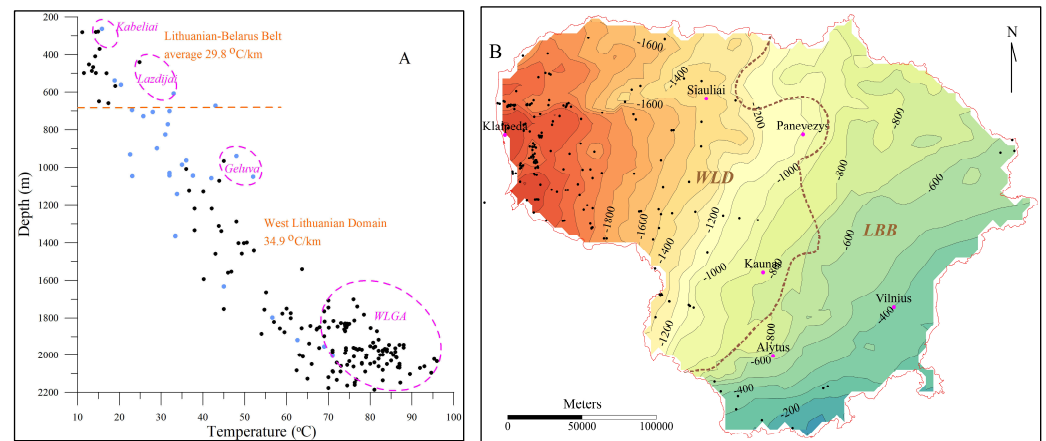 A
Kabeliai
Lithuanian-Belarus Belt
average 29.8 °C/km
Lazdijai
Geluva
West Lithuanian Domain
34.9 °C/km
WLGA
Depth (m)
200
400
600
800
1000
1200
1400
1600
1800
2000
2200
10
20
30
40
50
60
70
80
90
100
Temperature (°C)
B
N
-1600
-1400
-1600
Siauliai
-1200
Klaipeda
Panevezys
-800
-1000
-800
-600
WLD
-1800
-1600
-1400
-1200
-1000
LBB
-600
Kaunas
-800
Vilnius
-400
-1200
-800
Alytus
-600
-400
-200
Meters
0
50000
100000